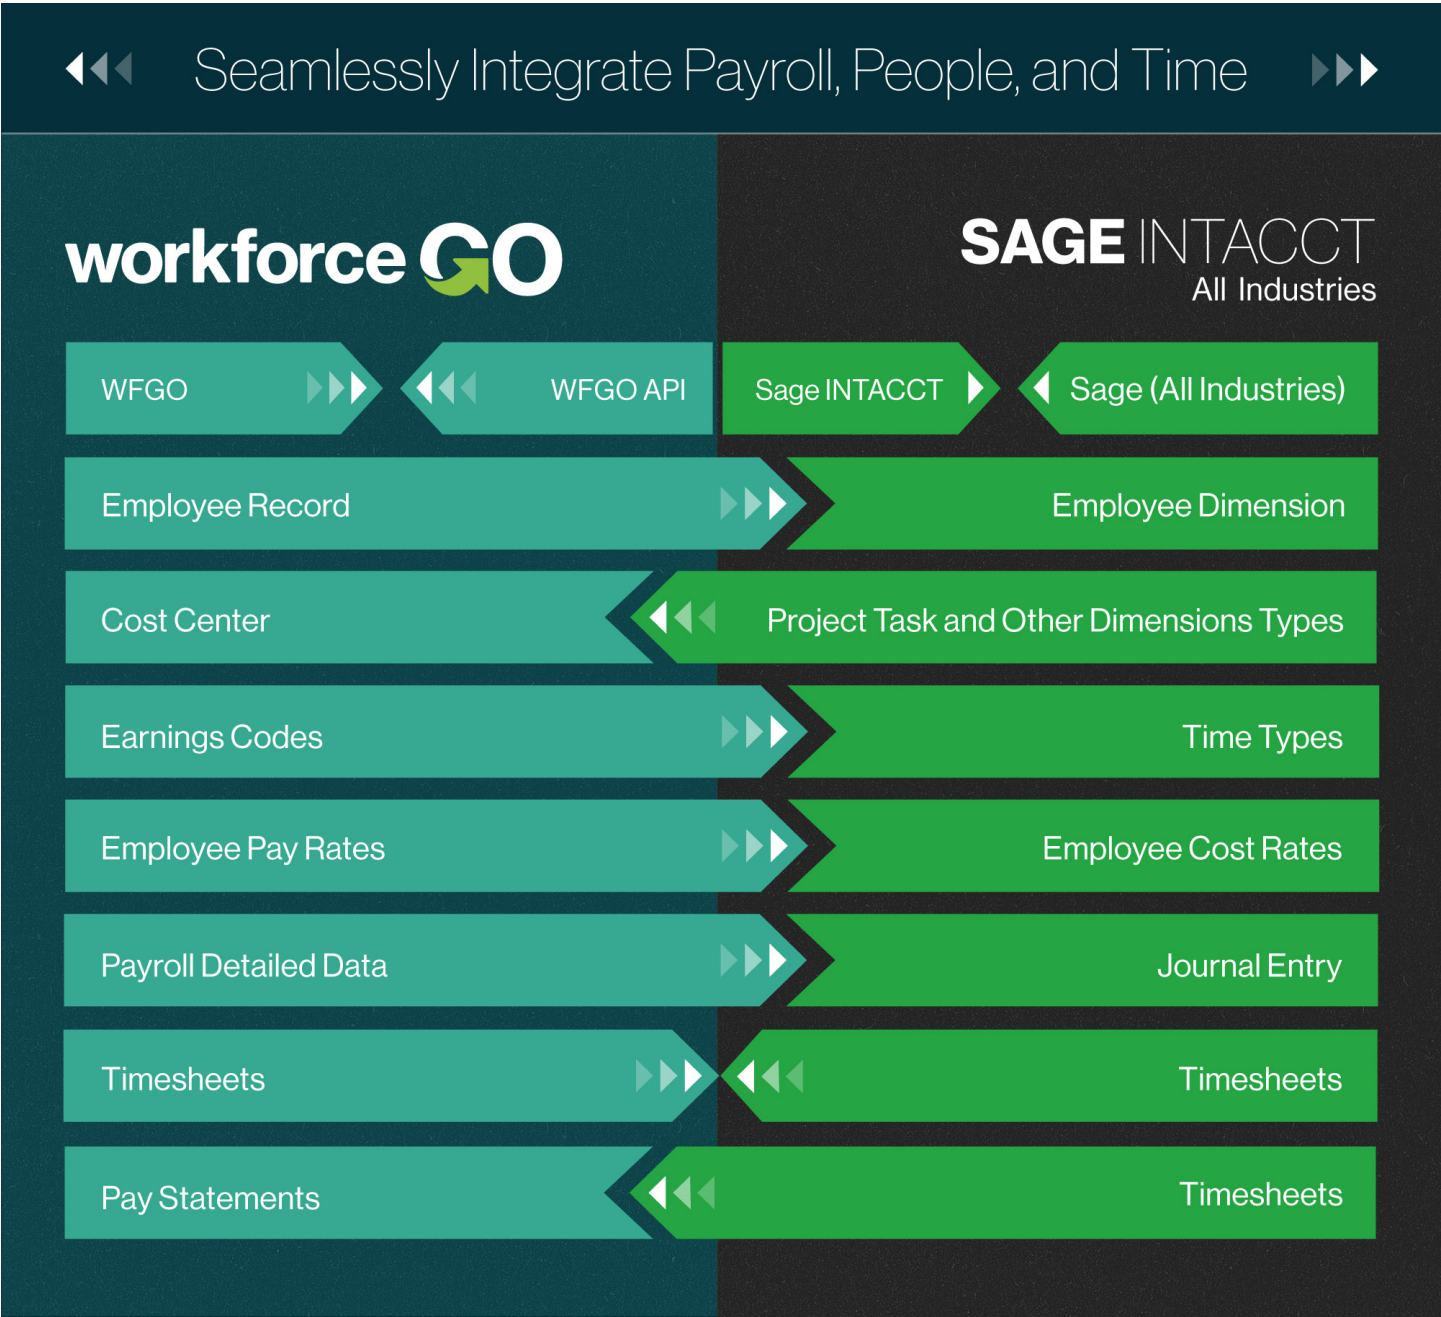 Seamlessly Integrate Payroll, People, and Time
workforce GO
SAGE INTACCT
All Industries
WFGO
WFGO API
Sage INTACCT
Sage (All Industries)
Employee Record
Employee Dimension
Cost Center
Project Task and Other Dimensions Types
Earnings Codes
Time Types
Employee Pay Rates
Employee Cost Rates
Payroll Detailed Data
Journal Entry
Timesheets
Timesheets
Pay Statements
Timesheets